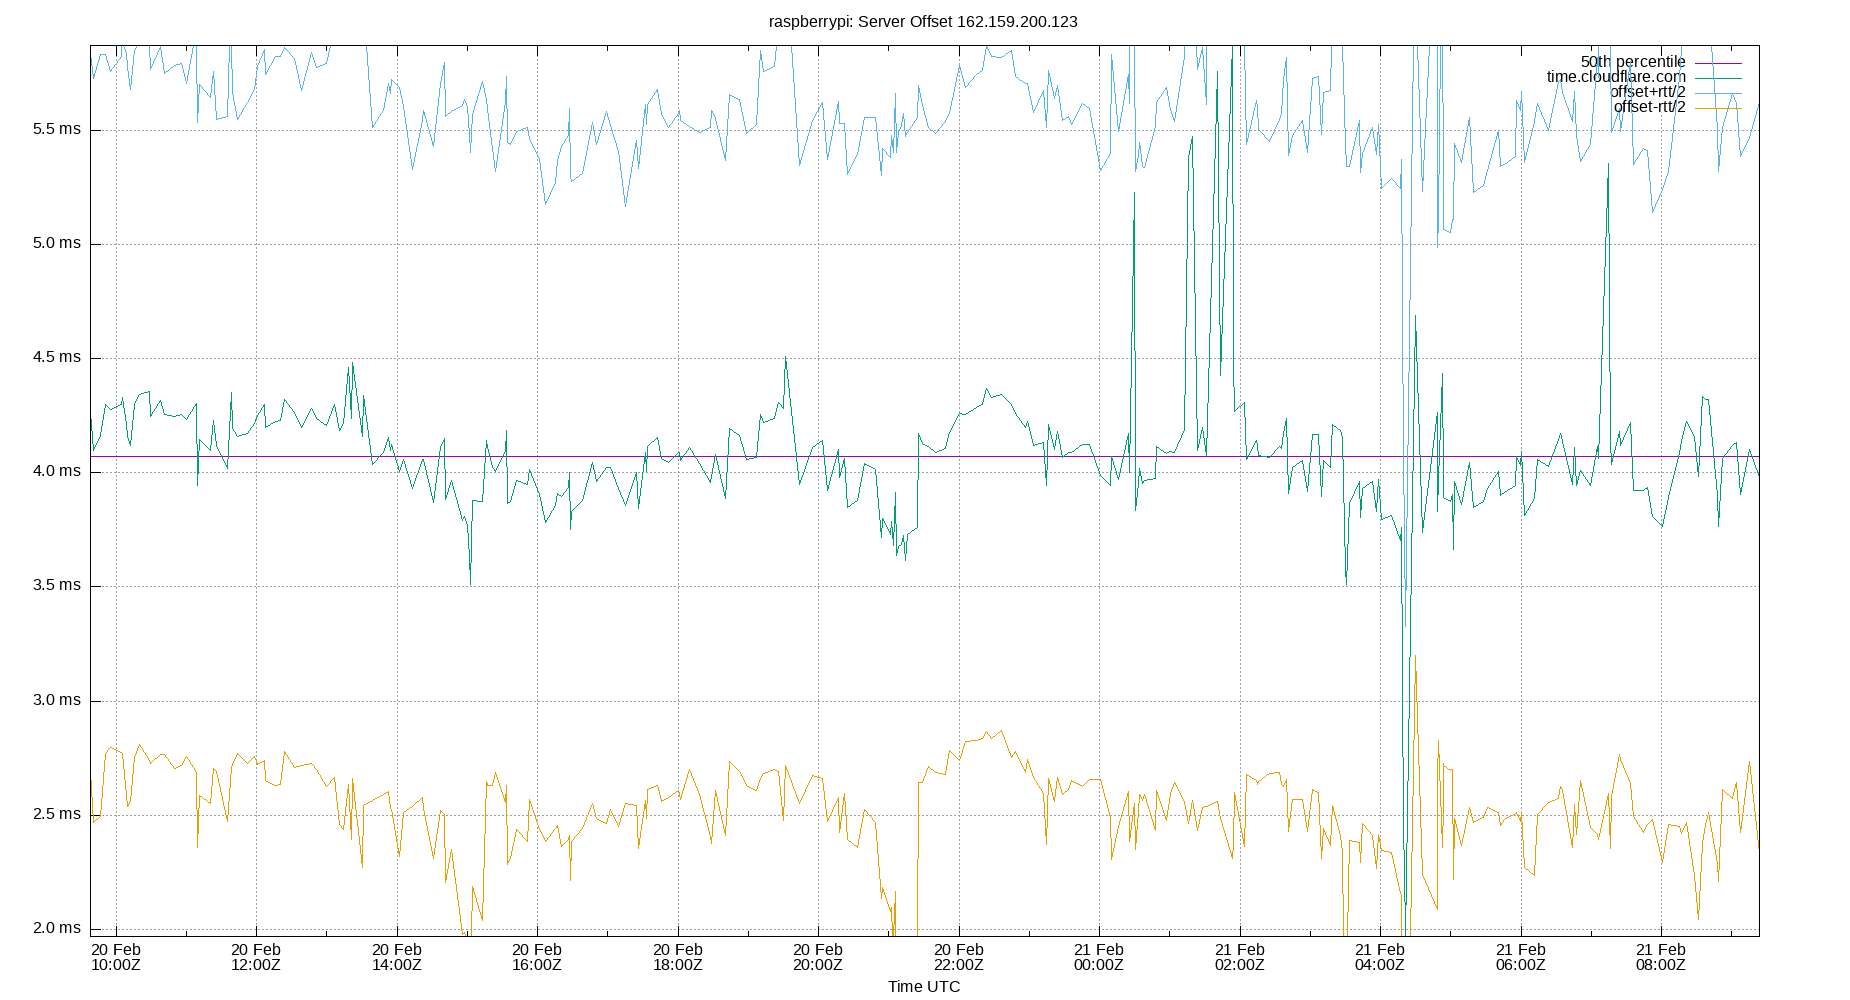 raspberrypi: Server Offset 162.159.200.123
50th percentile
time.cloudflare.com
offset+rtt/2
offset-rtt/2
5.5 ms
5.0 ms
4.5 ms
4.0 ms
3.5 ms
3.0 ms
2.5 ms
2.0 ms
20 Feb 20 Feb 20 Feb 20 Feb 20 Feb 20 Feb 20 Feb 21 Feb 21 Feb 21 Feb 21 Feb 21 Feb
10:00Z 12:00Z 14:00Z 16:00Z 18:00Z 20:00Z 22:00Z 00:00Z 02:00Z 04:00Z 06:00Z 08:00Z
Time UTC